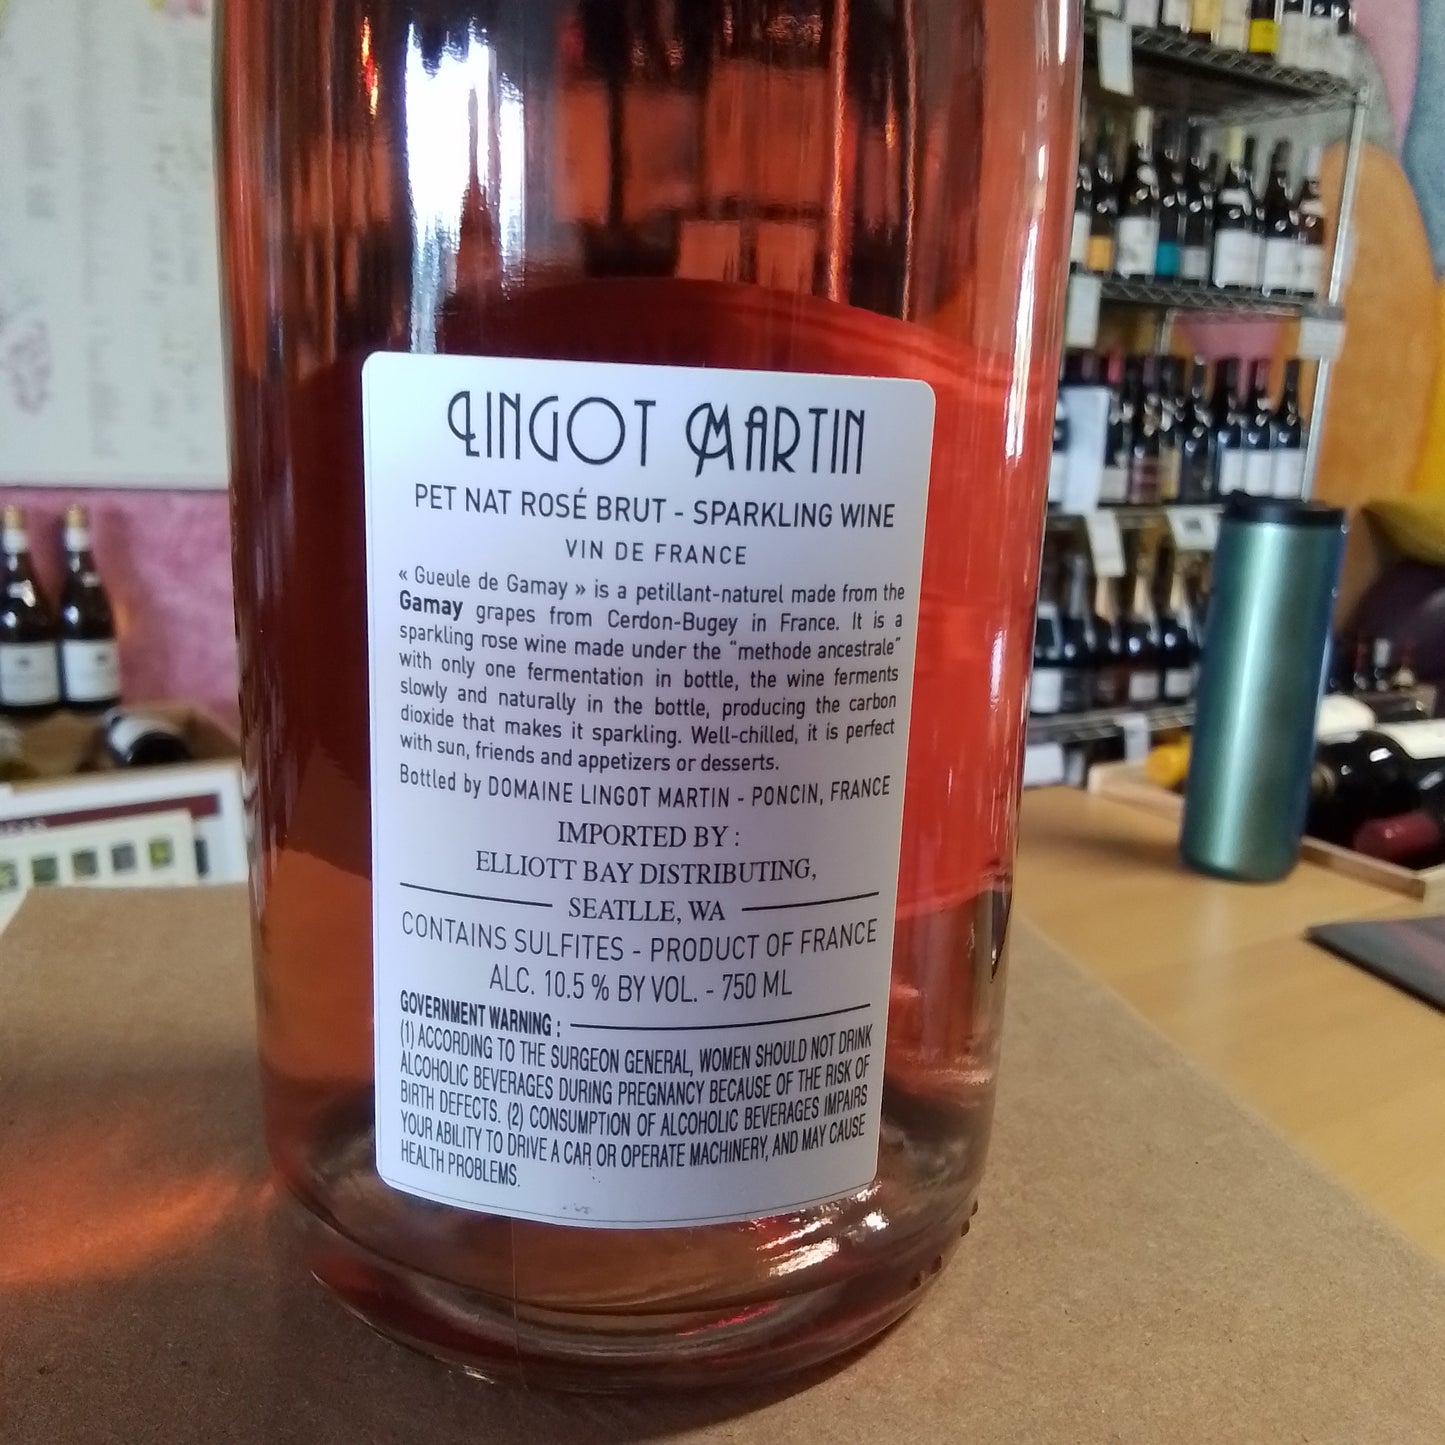 LINGOT MARTIN
PET NAT ROSÉ BRUT - SPARKLING WINE
VIN DE FRANCE
« Gueule de Gamay » is a petillant-naturel made from the
Gamay grapes from Cerdon-Bugey in France. It is a
sparkling rose wine made under the "methode ancestrale"
with only one fermentation in bottle, the wine ferments
slowly and naturally in the bottle, producing the carbon
dioxide that makes it sparkling. Well-chilled, it is perfect
with sun, friends and appetizers or desserts.
Bottled by DOMAINE LINGOT MARTIN - PONCIN, FRANCE
IMPORTED BY :
ELLIOTT BAY DISTRIBUTING,
SEATLLE, WA
CONTAINS SULFITES - PRODUCT OF FRANCE
ALC. 10.5 % BY VOL. - 750 ML
GOVERNMENT WARNING :
(1) ACCORDING TO THE SURGEON GENERAL, WOMEN SHOULD NOT DRINK
ALCOHOLIC BEVERAGES DURING PREGNANCY BECAUSE OF THE RISK OF
BIRTH DEFECTS. (2) CONSUMPTION OF ALCOHOLIC BEVERAGES IMPAIRS
YOUR ABILITY TO DRIVE A CAR OR OPERATE MACHINERY, AND MAY CAUSE
HEALTH PROBLEMS.